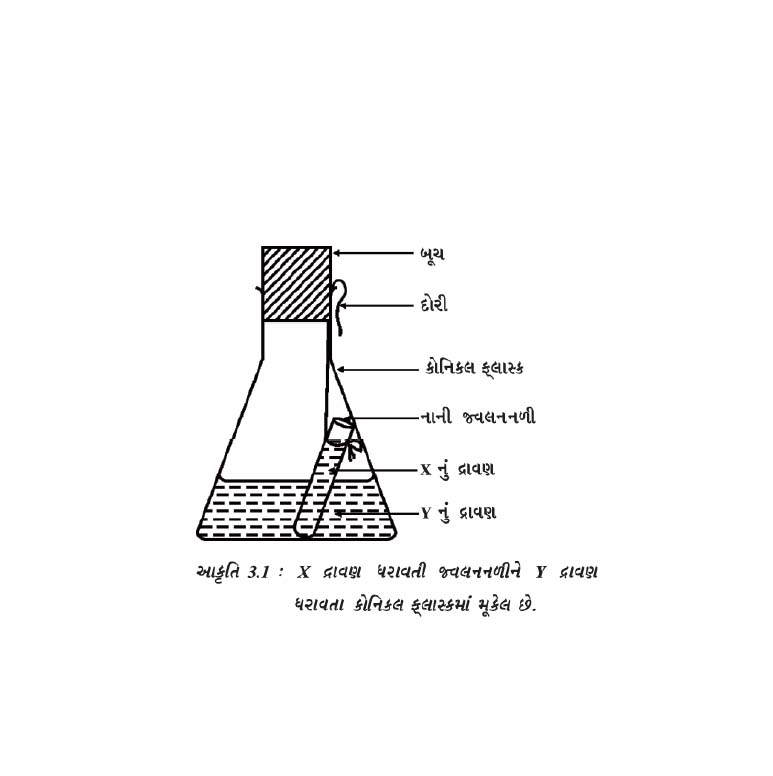 બૂચ
દોરી
કોનિકલ ફ્લાસ્ક
નાની જ્વલનનળી
X નું દ્રાવણ
Y નું દ્રાવણ
આકૃતિ 3.1 : X દ્રાવણ ધરાવતી જ્વલનનળીને Y દ્રાવણ
ધરાવતા કોનિકલ ફ્લાસ્કમાં મૂકેલ છે.